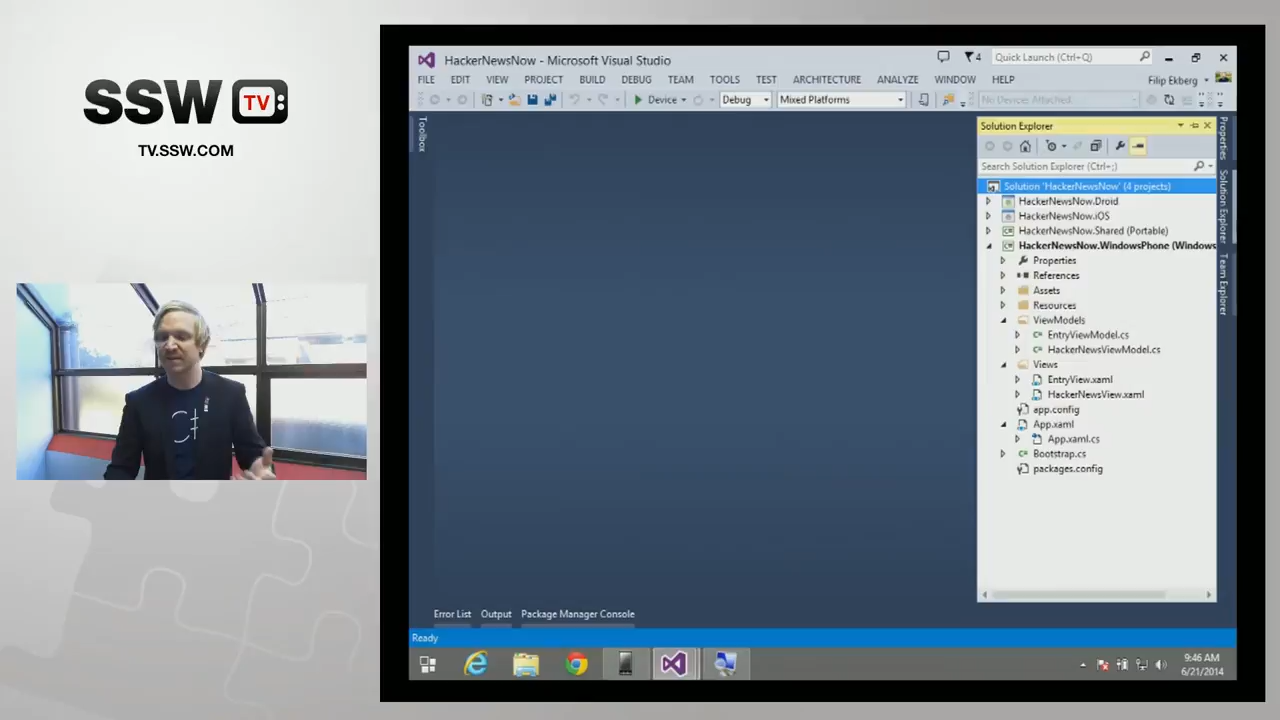 SSW TV:
TV.SSW.COM
C#
HackerNewsNow - Microsoft Visual Studio
4
Quick Launch (Ctrl+Q)
FILE EDIT VIEW PROJECT BUILD DEBUG TEAM TOOLS TEST ARCHITECTURE ANALYZE WINDOW HELP
Filip Ekberg
Device
Debug
Mixed Platforms
No Devices Attached
Toolbox
Solution Explorer
Search Solution Explorer (Ctrl+;)
Solution 'HackerNewsNow' (4 projects)
HackerNewsNow.Droid
HackerNewsNow.iOS
HackerNewsNow.Shared (Portable)
HackerNewsNow.WindowsPhone (Windows
Properties
References
Assets
Resources
ViewModels
EntryViewModel.cs
HackerNewsViewModel.cs
Views
EntryView.xaml
HackerNewsView.xaml
app.config
App.xaml
App.xaml.cs
Bootstrap.cs
packages.config
Properties
Solution Explorer
Team Explorer
Error List Output Package Manager Console
Ready
9:46 AM
6/21/2014